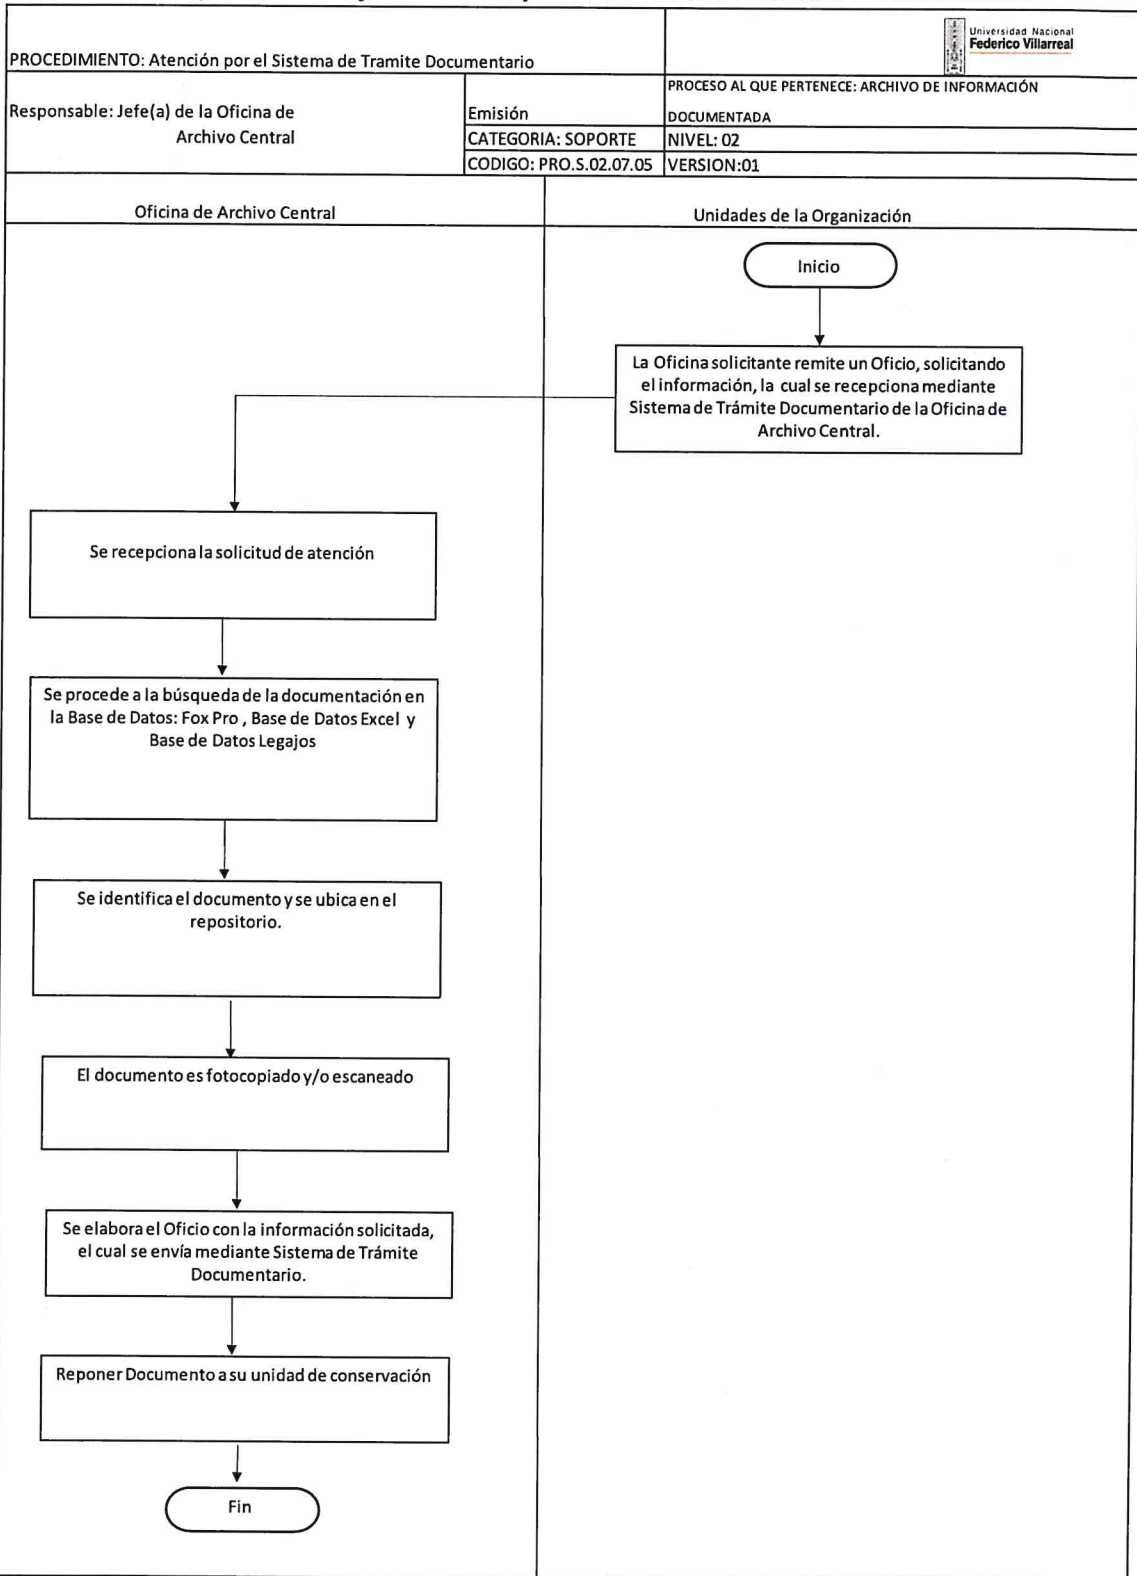 PROCEDIMIENTO: Atención por el Sistema de Tramite Documentario
Universidad Nacional
Federico Villarreal
Responsable: Jefe(a) de la Oficina de
Archivo Central
Emisión
PROCESO AL QUE PERTENECE: ARCHIVO DE INFORMACIÓN
DOCUMENTADA
CATEGORIA: SOPORTE
NIVEL: 02
CODIGO: PRO.S.02.07.05
VERSION:01
Oficina de Archivo Central
Unidades de la Organización
Inicio
La Oficina solicitante remite un Oficio, solicitando
el información, la cual se recepciona mediante
Sistema de Trámite Documentario de la Oficina de
Archivo Central.
Se recepciona la solicitud de atención
Se procede a la búsqueda de la documentación en
la Base de Datos: Fox Pro , Base de Datos Excel y
Base de Datos Legajos
Se identifica el documento y se ubica en el
repositorio.
El documento es fotocopiado y/o escaneado
Se elabora el Oficio con la información solicitada,
el cual se envía mediante Sistema de Trámite
Documentario.
Reponer Documento a su unidad de conservación
Fin